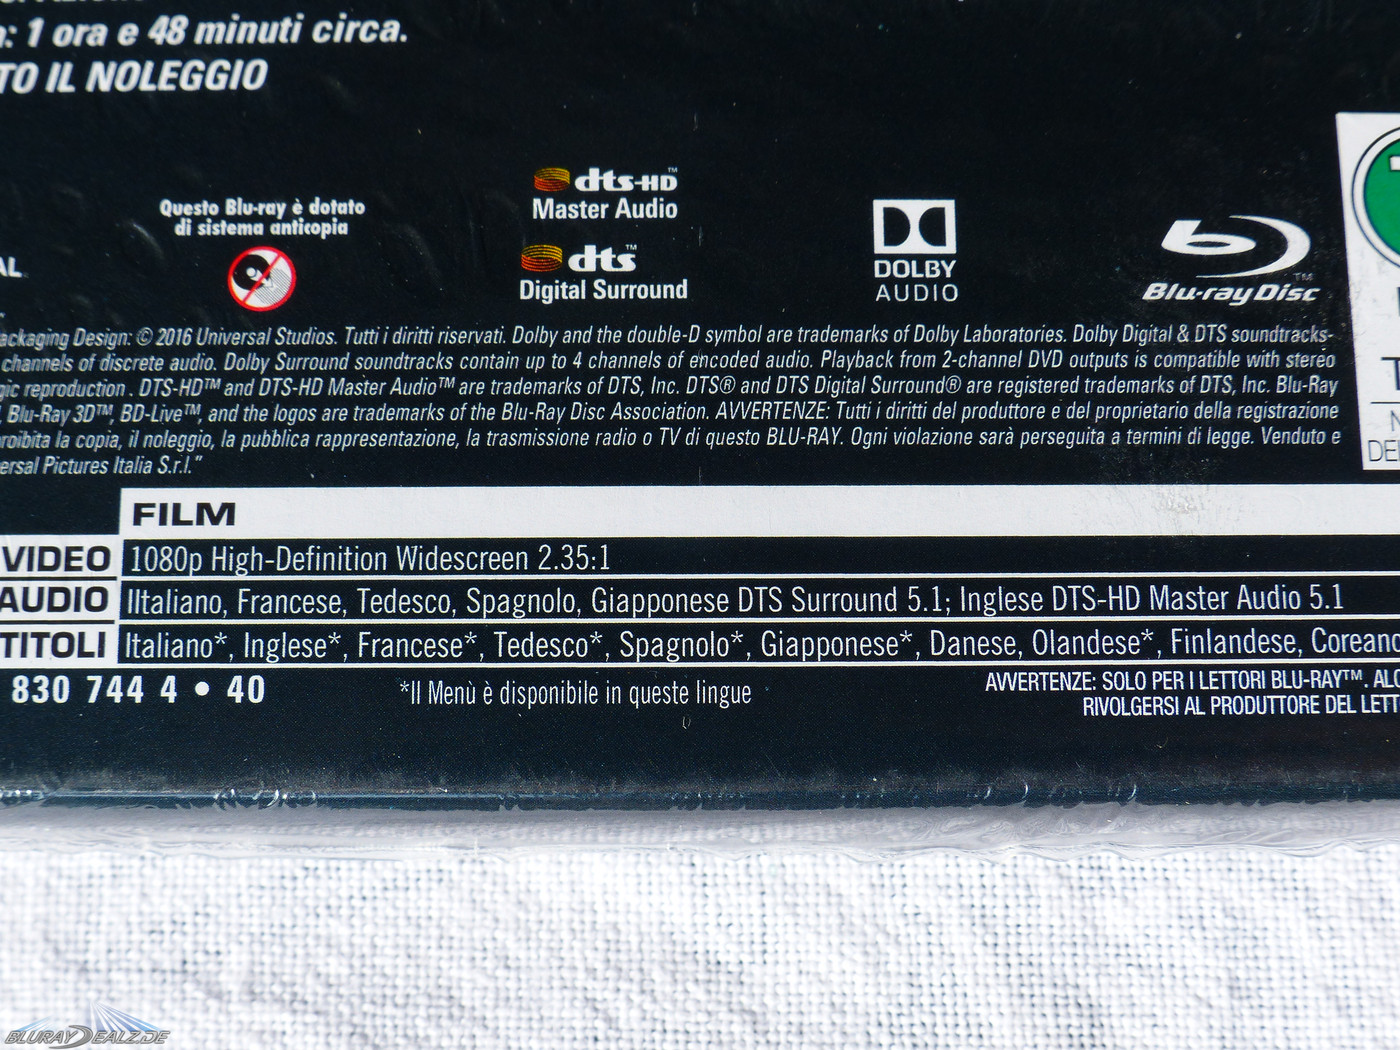 : 1 ora e 48 minuti circa.
TO IL NOLEGGIO
dts-HD™
Master Audio
Questo Blu-ray è dotato
di sistema anticopia
dts™
Digital Surround
DOLBY
AUDIO
Blu-ray Disc™
AL
ackaging Design: © 2016 Universal Studios. Tutti i diritti riservati. Dolby and the double-D symbol are trademarks of Dolby Laboratories. Dolby Digital & DTS soundtracks-
channels of discrete audio. Dolby Surround soundtracks contain up to 4 channels of encoded audio. Playback from 2-channel DVD outputs is compatible with stereo
gic reproduction . DTS-HD™ and DTS-HD Master Audio™ are trademarks of DTS, Inc. DTS® and DTS Digital Surround® are registered trademarks of DTS, Inc. Blu-Ray
, Blu-Ray 3D™, BD-Live™, and the logos are trademarks of the Blu-Ray Disc Association. AVVERTENZE: Tutti i diritti del produttore e del proprietario della registrazione
roibita la copia, il noleggio, la pubblica rappresentazione, la trasmissione radio o TV di questo BLU-RAY. Ogni violazione sarà perseguita a termini di legge. Venduto e
ersal Pictures Italia S.r.l."
FILM
VIDEO 1080p High-Definition Widescreen 2.35:1
AUDIO IItaliano, Francese, Tedesco, Spagnolo, Giapponese DTS Surround 5.1; Inglese DTS-HD Master Audio 5.1
TITOLI Italiano*, Inglese*, Francese*, Tedesco*, Spagnolo*, Giapponese*, Danese, Olandese*, Finlandese, Coreano
830 744 4 • 40
*Il Menù è disponibile in queste lingue
AVVERTENZE: SOLO PER I LETTORI BLU-RAY™. ALC
RIVOLGERSI AL PRODUTTORE DEL LETT
BLURAYDEALZ.DE